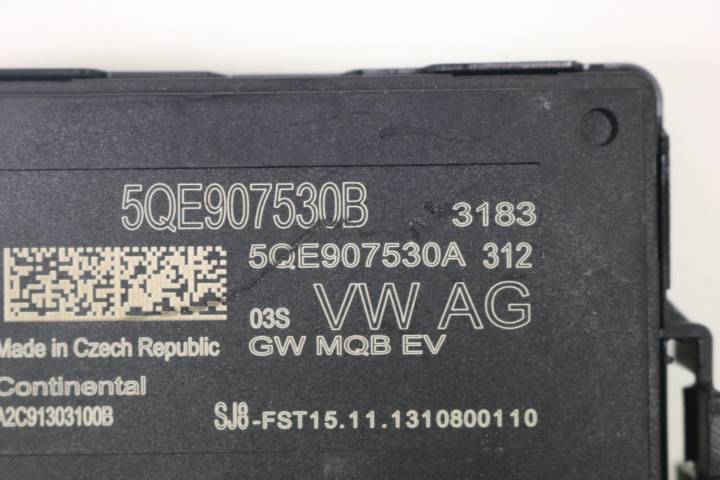 5QE907530B 3183
5QE907530A 312
03S VW AG
Made in Czech Republic GW MQB EV
Continental
A2C91303100B SJ8-FST15.11.1310800110